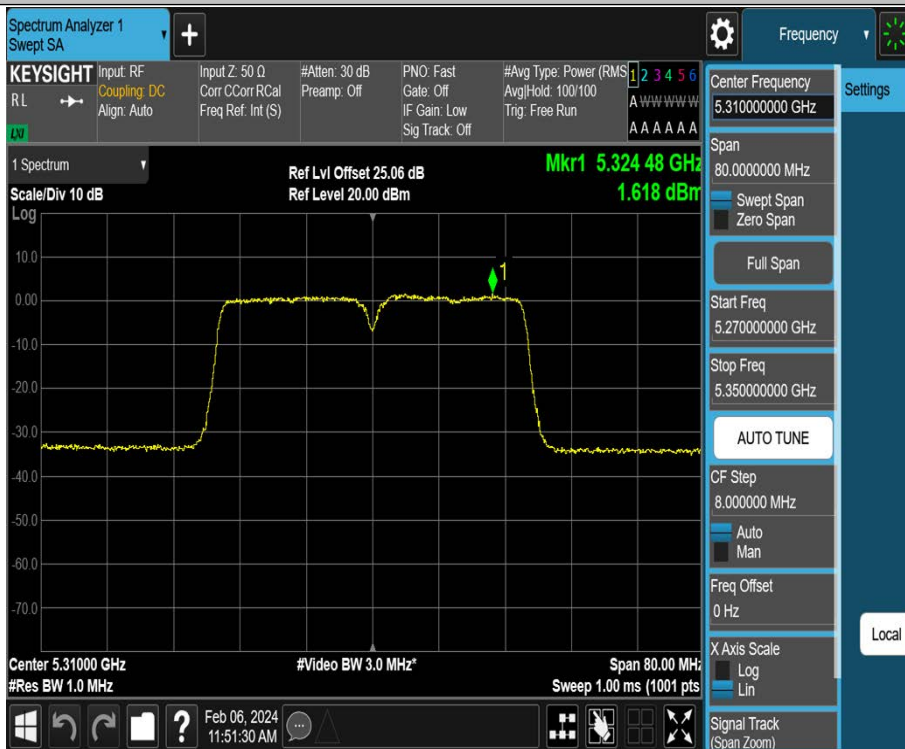 Spectrum Analyzer 1
Swept SA
Frequency
KEYSIGHT
R L
LXI
Input: RF
Coupling: DC
Align: Auto
Input Z: 50 Ω
Corr CCorr RCal
Freq Ref: Int (S)
#Atten: 30 dB
Preamp: Off
PNO: Fast
Gate: Off
IF Gain: Low
Sig Track: Off
#Avg Type: Power (RMS
Avg|Hold: 100/100
Trig: Free Run
1 2 3 4 5 6
A W W W W W
A A A A A A
1 Spectrum
Scale/Div 10 dB
Log
Ref Lvl Offset 25.06 dB
Ref Level 20.00 dBm
Mkr1 5.324 48 GHz
1.618 dBm
1
10.0
0.00
-10.0
-20.0
-30.0
-40.0
-50.0
-60.0
-70.0
Center 5.31000 GHz
#Res BW 1.0 MHz
#Video BW 3.0 MHz*
Span 80.00 MHz
Sweep 1.00 ms (1001 pts
Feb 06, 2024
11:51:30 AM
Center Frequency
5.310000000 GHz
Span
80.0000000 MHz
Swept Span
Zero Span
Full Span
Start Freq
5.270000000 GHz
Stop Freq
5.350000000 GHz
AUTO TUNE
CF Step
8.000000 MHz
Auto
Man
Freq Offset
0 Hz
X Axis Scale
Log
Lin
Signal Track
(Span Zoom)
Settings
Local